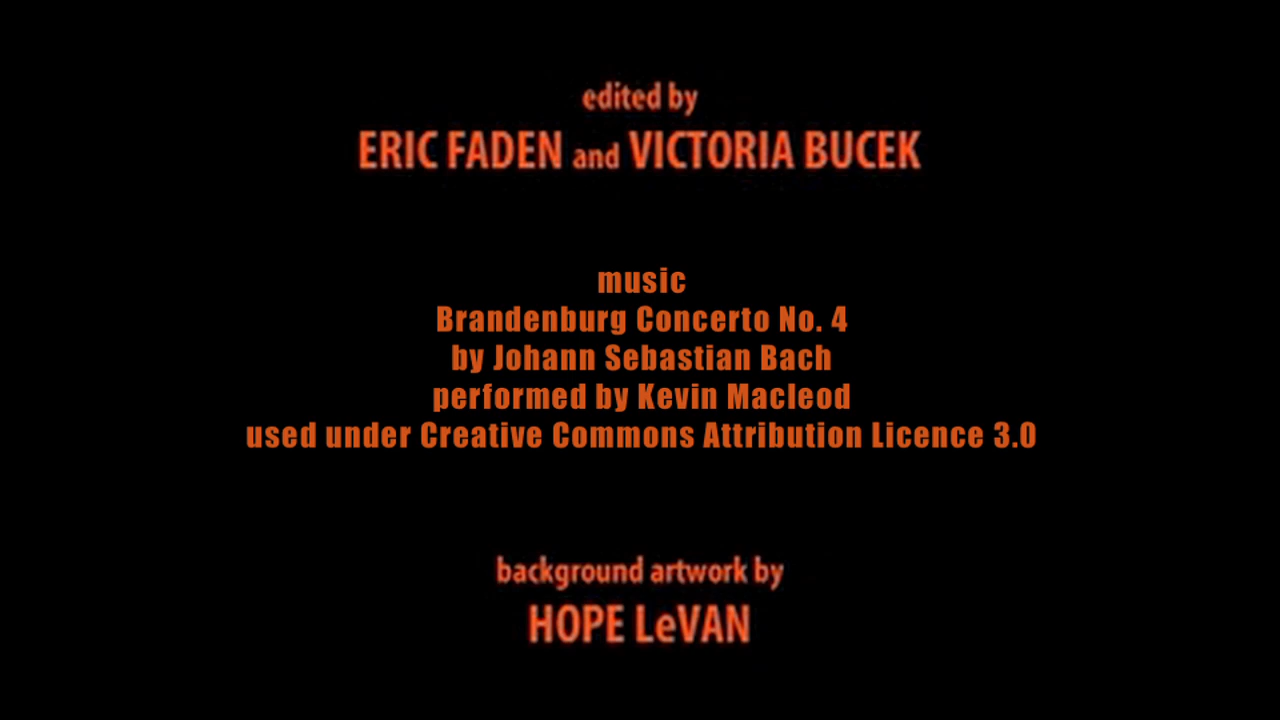 edited by
ERIC FADEN and VICTORIA BUCEK
music
Brandenburg Concerto No. 4
by Johann Sebastian Bach
performed by Kevin Macleod
used under Creative Commons Attribution Licence 3.0
background artwork by
HOPE LeVAN